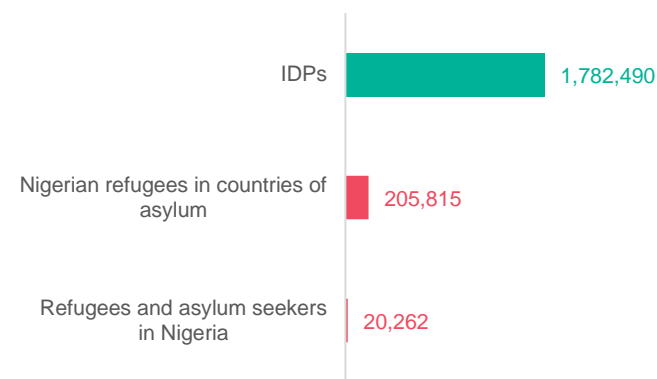 IDPs
1,782,490
Nigerian refugees in countries of
asylum
205,815
Refugees and asylum seekers
in Nigeria
20,262